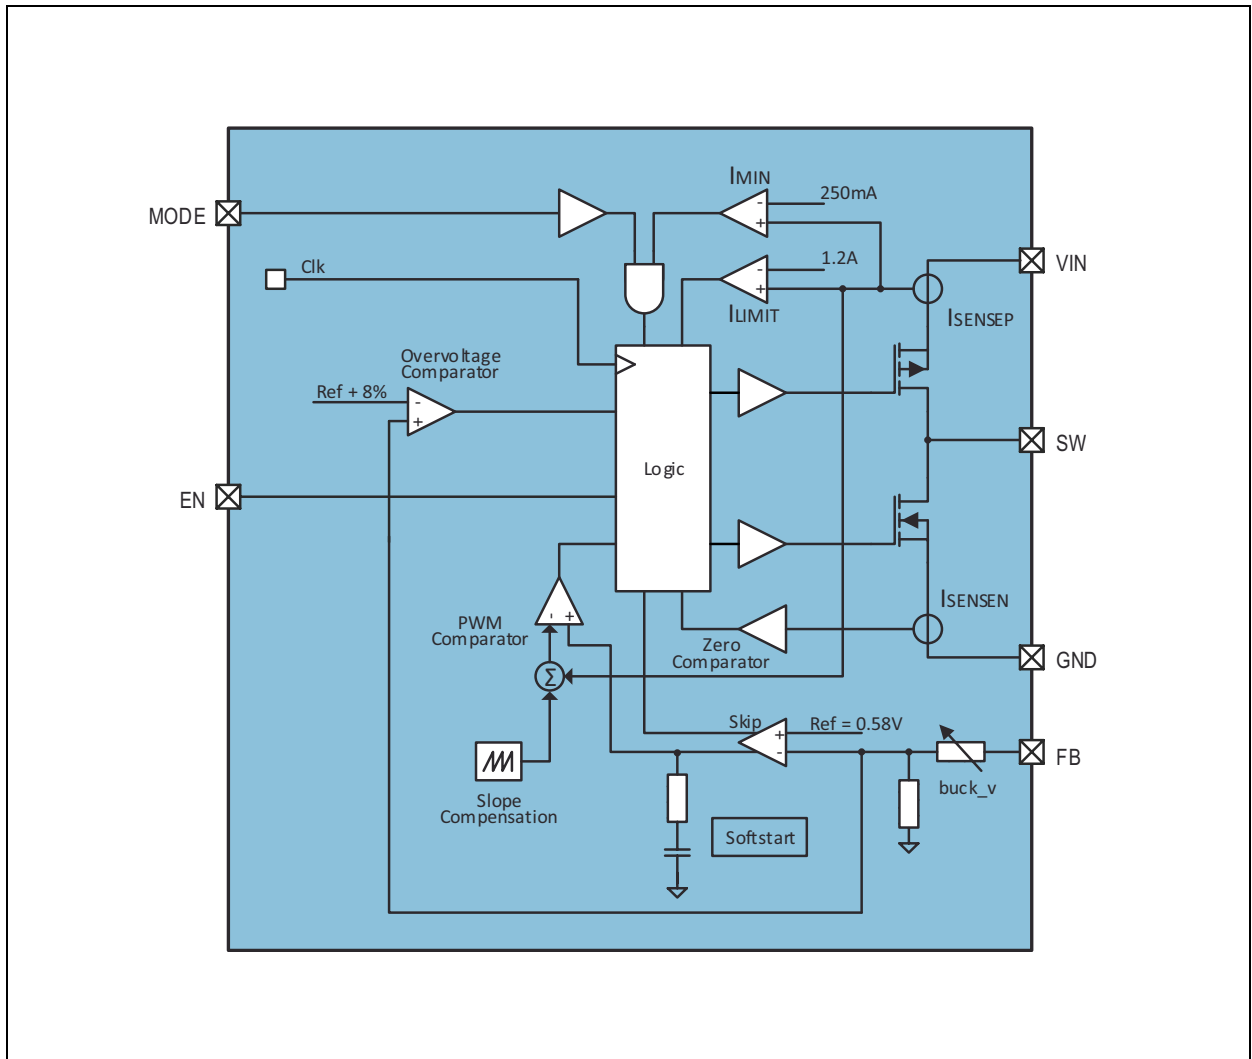 IMIN
250mA
MODE
Clk
1.2A
VIN
ILIMIT
ISENSEP
Overvoltage
Comparator
Ref + 8%
-
+
SW
Logic
EN
ISENSEN
PWM
Comparator
Zero
Comparator
GND
Σ
Skip
Ref = 0.58V
FB
buck_v
Slope
Compensation
Softstart